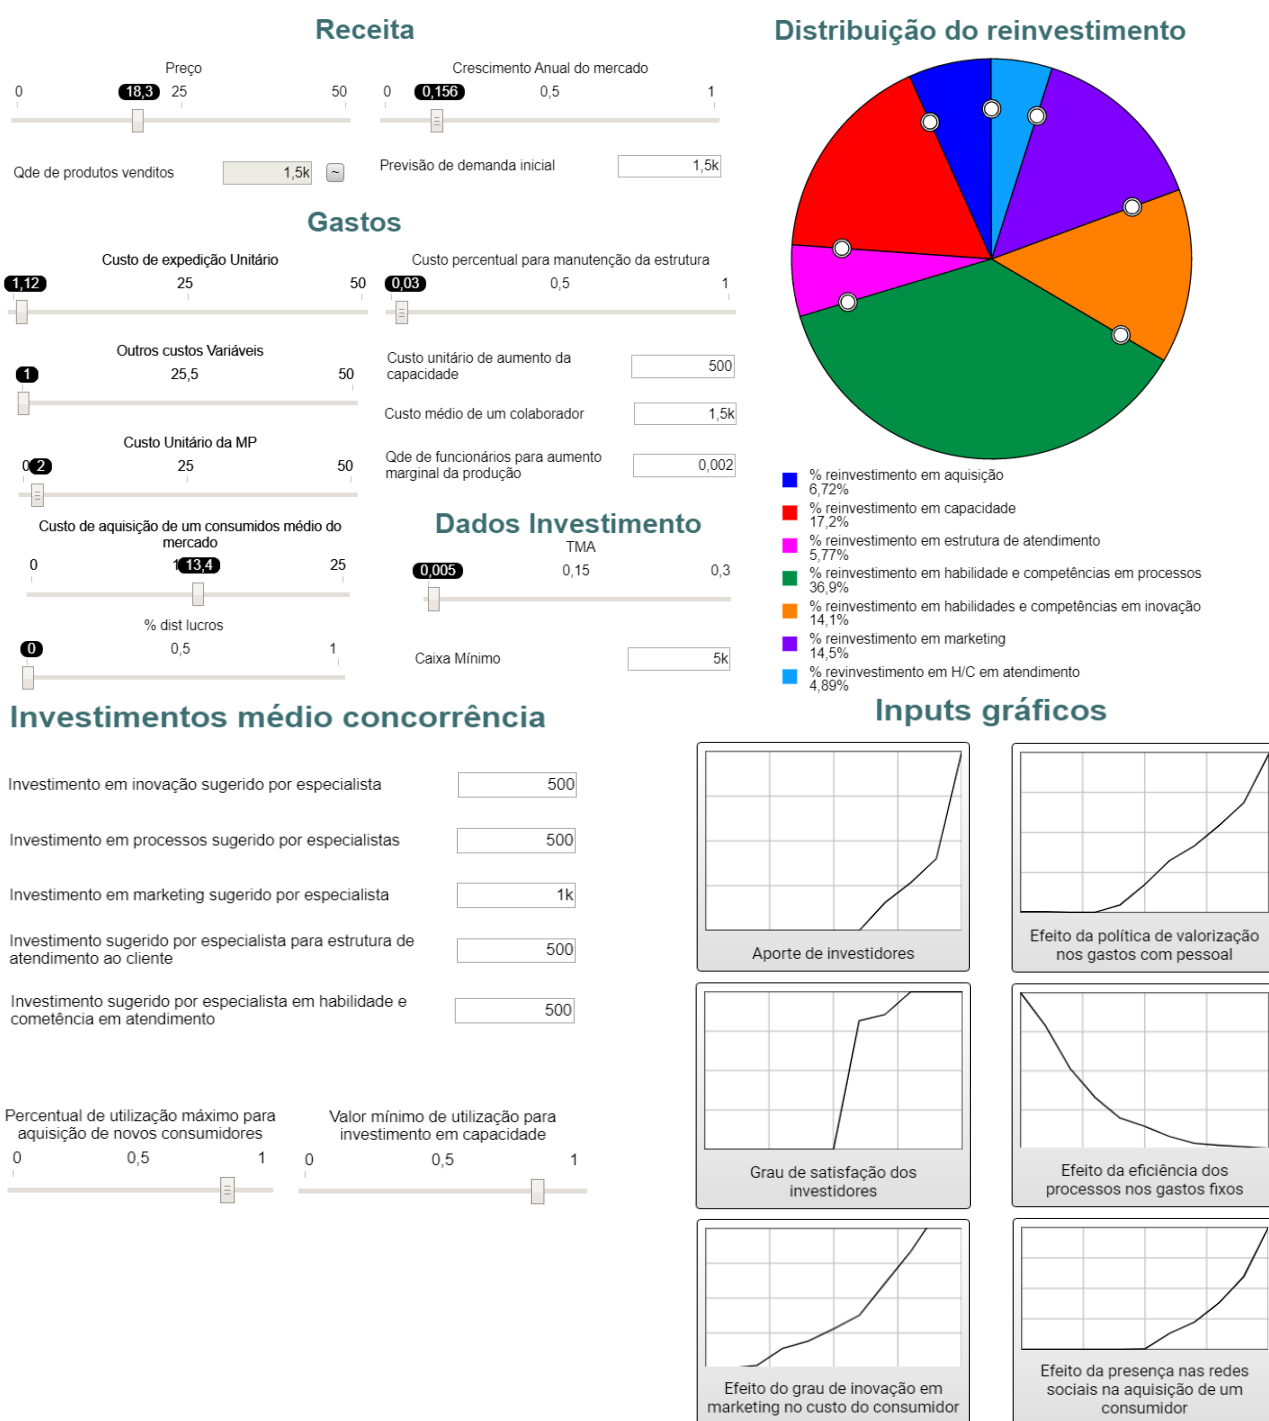 Receita
Preço
0 18,3 25 50
Crescimento Anual do mercado
0 0,156 0,5 1
Qde de produtos venditos 1,5k ~
Previsão de demanda inicial 1,5k
Gastos
Custo de expedição Unitário
1,12 25 50
Custo percentual para manutenção da estrutura
0,03 0,5 1
Outros custos Variáveis
1 25,5 50
Custo unitário de aumento da
capacidade
500
Custo médio de um colaborador 1,5k
Custo Unitário da MP
0 2 25 50
Qde de funcionários para aumento
marginal da produção
0,002
Custo de aquisição de um consumidos médio do
mercado
0 13,4 25
% dist lucros
0 0,5 1
Dados Investimento
TMA
0,005 0,15 0,3
Caixa Mínimo 5k
Distribuição do reinvestimento
% reinvestimento em aquisição
6,72%
% reinvestimento em capacidade
17,2%
% reinvestimento em estrutura de atendimento
5,77%
% reinvestimento em habilidade e competências em processos
36,9%
% reinvestimento em habilidades e competências em inovação
14,1%
% reinvestimento em marketing
14,5%
% revinvestimento em H/C em atendimento
4,89%
Investimentos médio concorrência
Investimento em inovação sugerido por especialista 500
Investimento em processos sugerido por especialistas 500
Investimento em marketing sugerido por especialista 1k
Investimento sugerido por especialista para estrutura de
atendimento ao cliente
500
Investimento sugerido por especialista em habilidade e
cometência em atendimento
500
Percentual de utilização máximo para
aquisição de novos consumidores
0 0,5 1
Valor mínimo de utilização para
investimento em capacidade
0 0,5 1
Inputs gráficos
Aporte de investidores
Efeito da política de valorização
nos gastos com pessoal
Grau de satisfação dos
investidores
Efeito da eficiência dos
processos nos gastos fixos
Efeito do grau de inovação em
marketing no custo do consumidor
Efeito da presença nas redes
sociais na aquisição de um
consumidor